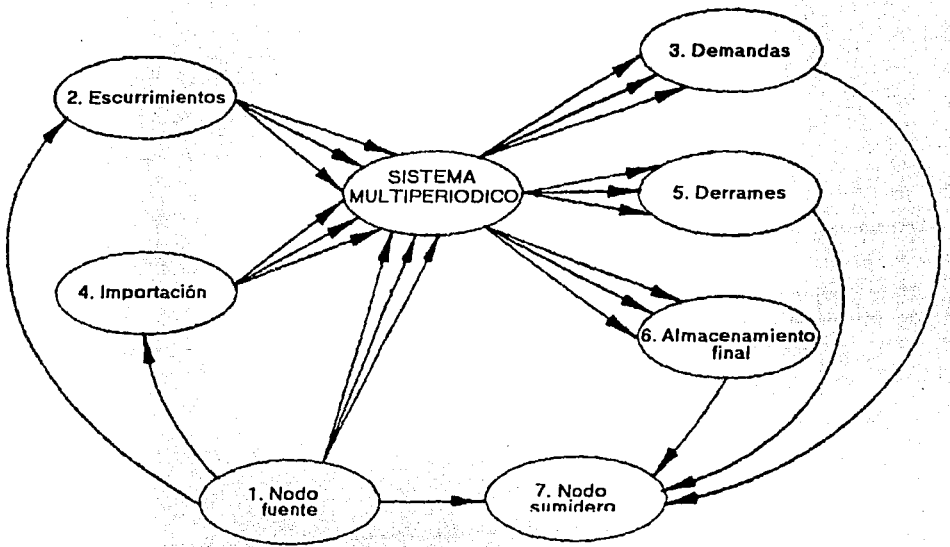 3. Demandas
2. Escurrimientos
SISTEMA
MULTIPERIODICO
5. Derrames
4. Importación
6. Almacenamiento
final
1. Nodo
fuente
7. Nodo
sumidero